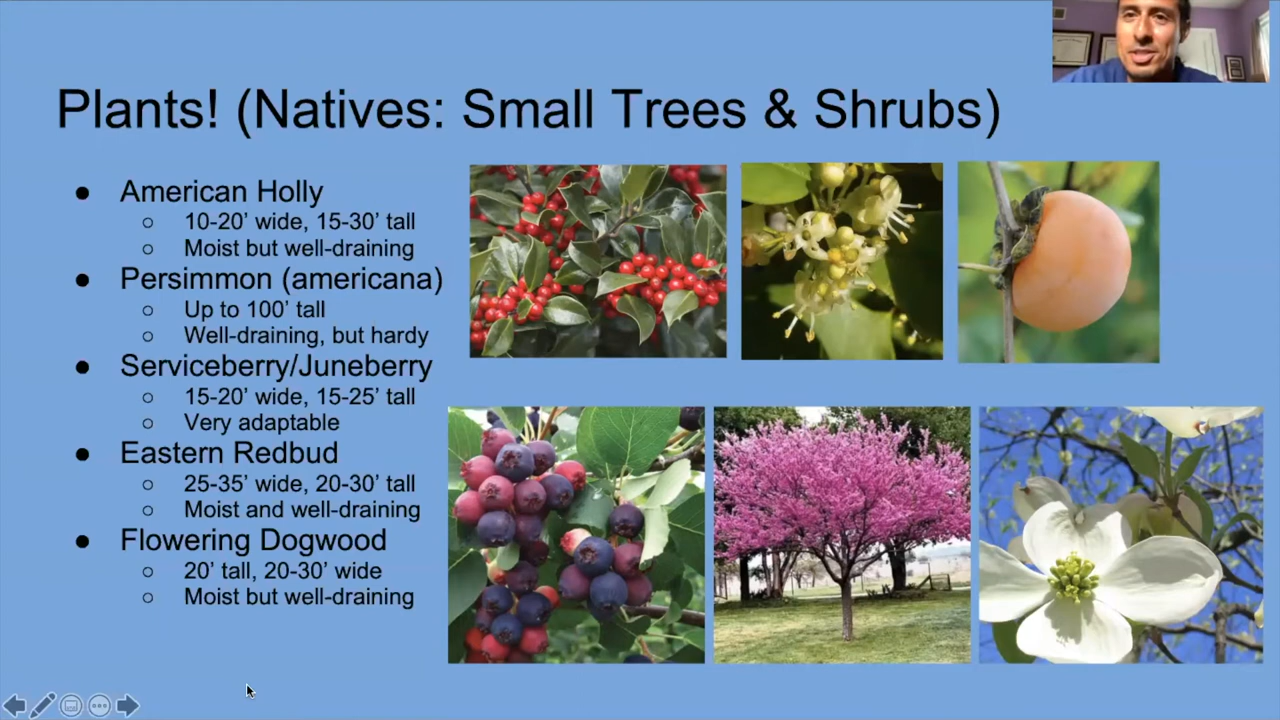 Plants! (Natives: Small Trees & Shrubs)
● American Holly
○ 10-20’ wide, 15-30’ tall
○ Moist but well-draining
● Persimmon (americana)
○ Up to 100’ tall
○ Well-draining, but hardy
● Serviceberry/Juneberry
○ 15-20’ wide, 15-25’ tall
○ Very adaptable
● Eastern Redbud
○ 25-35’ wide, 20-30’ tall
○ Moist and well-draining
● Flowering Dogwood
○ 20’ tall, 20-30’ wide
○ Moist but well-draining